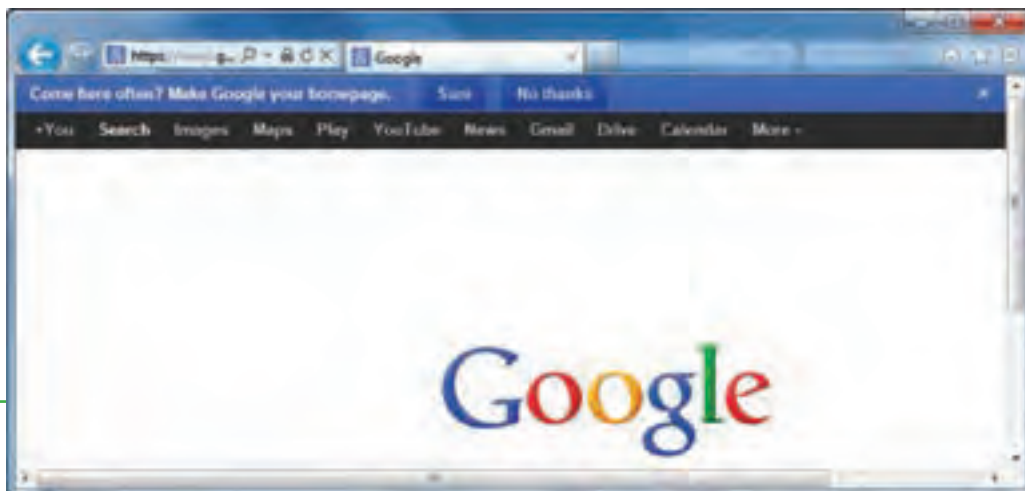 https g... Google
Come here often? Make Google your homepage. Sure No thanks
+You Search Images Maps Play YouTube News Gmail Drive Calendar More
Google